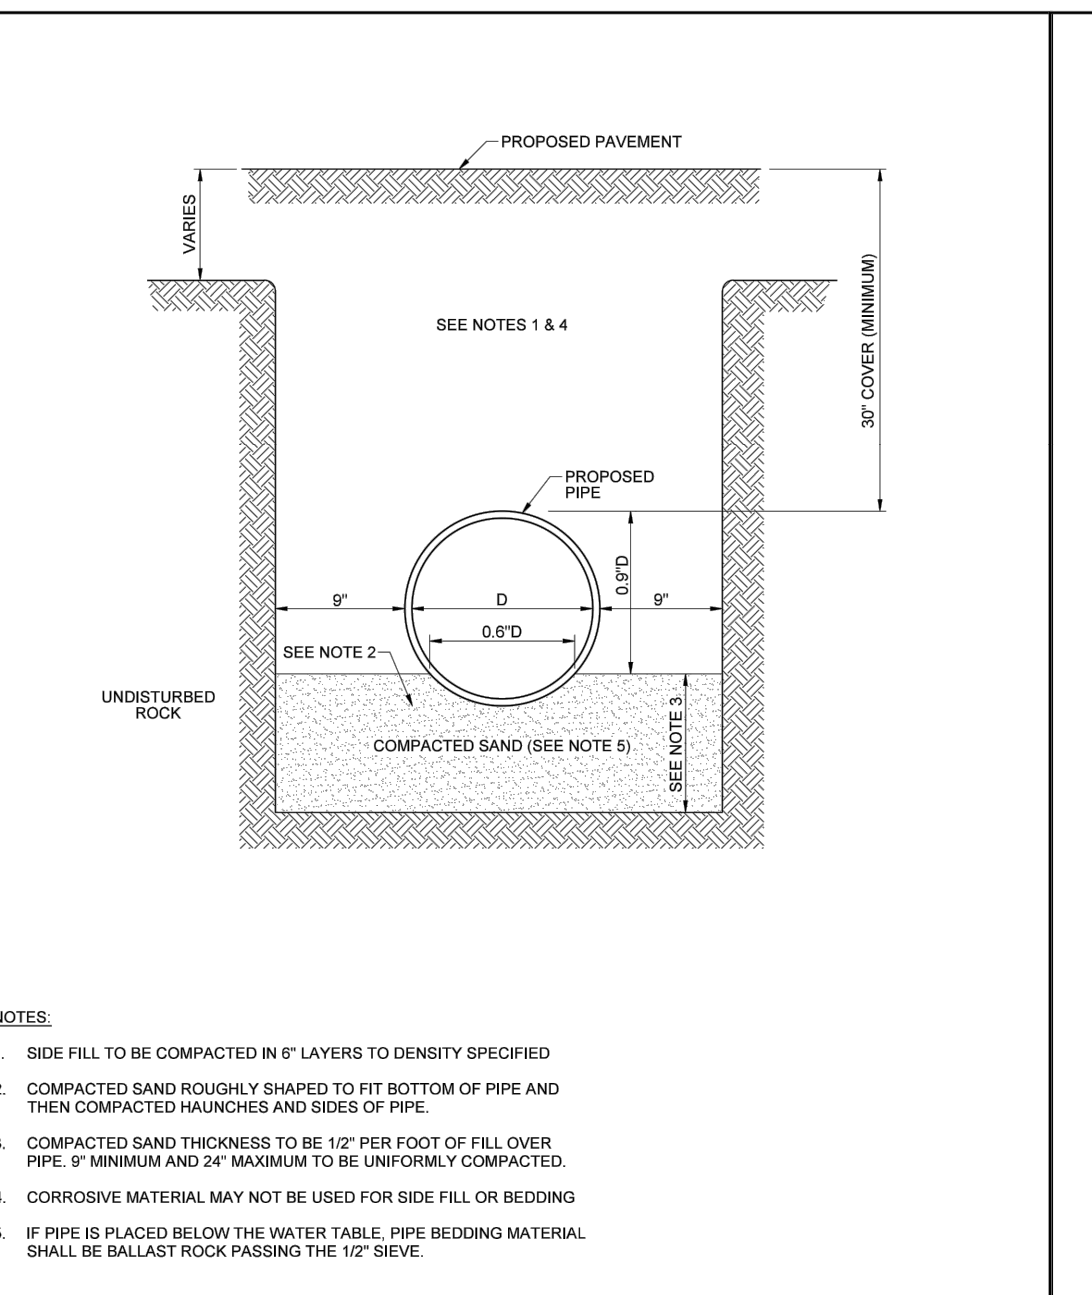 PROPOSED PAVEMENT
VARIES
30" COVER (MINIMUM)
SEE NOTES 1 & 4
PROPOSED
PIPE
0.9"D
9"
D
9"
0.6"D
SEE NOTE 2
UNDISTURBED
ROCK
SEE NOTE 3
COMPACTED SAND (SEE NOTE 5)
NOTES:
. SIDE FILL TO BE COMPACTED IN 6" LAYERS TO DENSITY SPECIFIED
2. COMPACTED SAND ROUGHLY SHAPED TO FIT BOTTOM OF PIPE AND
THEN COMPACTED HAUNCHES AND SIDES OF PIPE.
3. COMPACTED SAND THICKNESS TO BE 1/2" PER FOOT OF FILL OVER
PIPE. 9" MINIMUM AND 24" MAXIMUM TO BE UNIFORMLY COMPACTED.
4. CORROSIVE MATERIAL MAY NOT BE USED FOR SIDE FILL OR BEDDING
5. IF PIPE IS PLACED BELOW THE WATER TABLE, PIPE BEDDING MATERIAL
SHALL BE BALLAST ROCK PASSING THE 1/2" SIEVE.